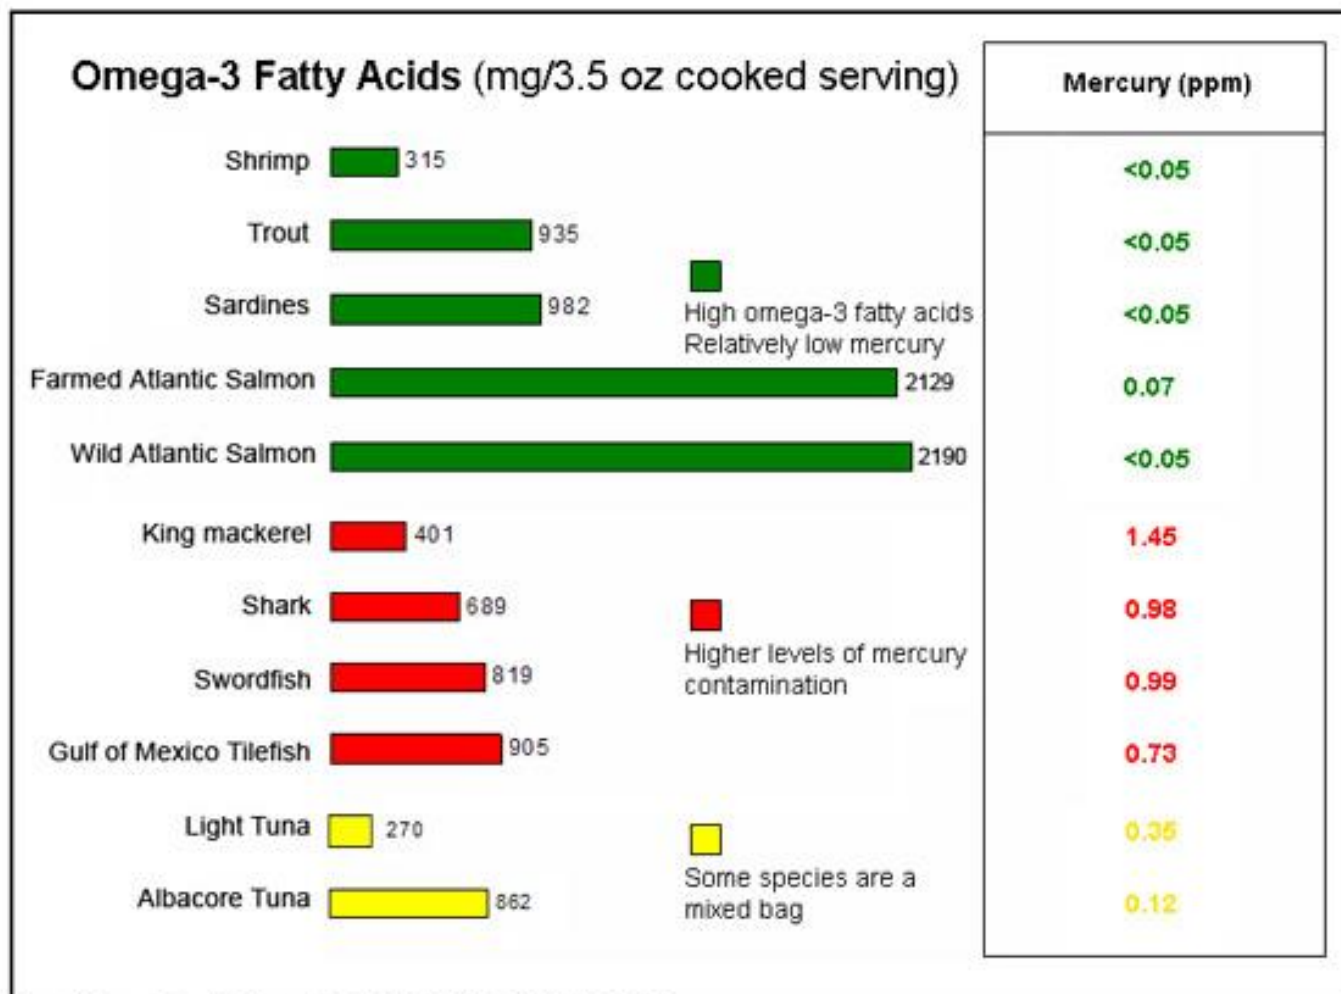 Omega-3 Fatty Acids (mg/3.5 oz cooked serving)
Mercury (ppm)
Shrimp 315 <0.05
Trout 935 <0.05
Sardines 982 <0.05
High omega-3 fatty acids
Relatively low mercury
Farmed Atlantic Salmon 2129 0.07
Wild Atlantic Salmon 2190 <0.05
King mackerel 401 1.45
Shark 689 0.98
Higher levels of mercury
contamination
Swordfish 819 0.99
Gulf of Mexico Tilefish 905 0.73
Light Tuna 270 0.35
Some species are a
mixed bag
Albacore Tuna 862 0.12